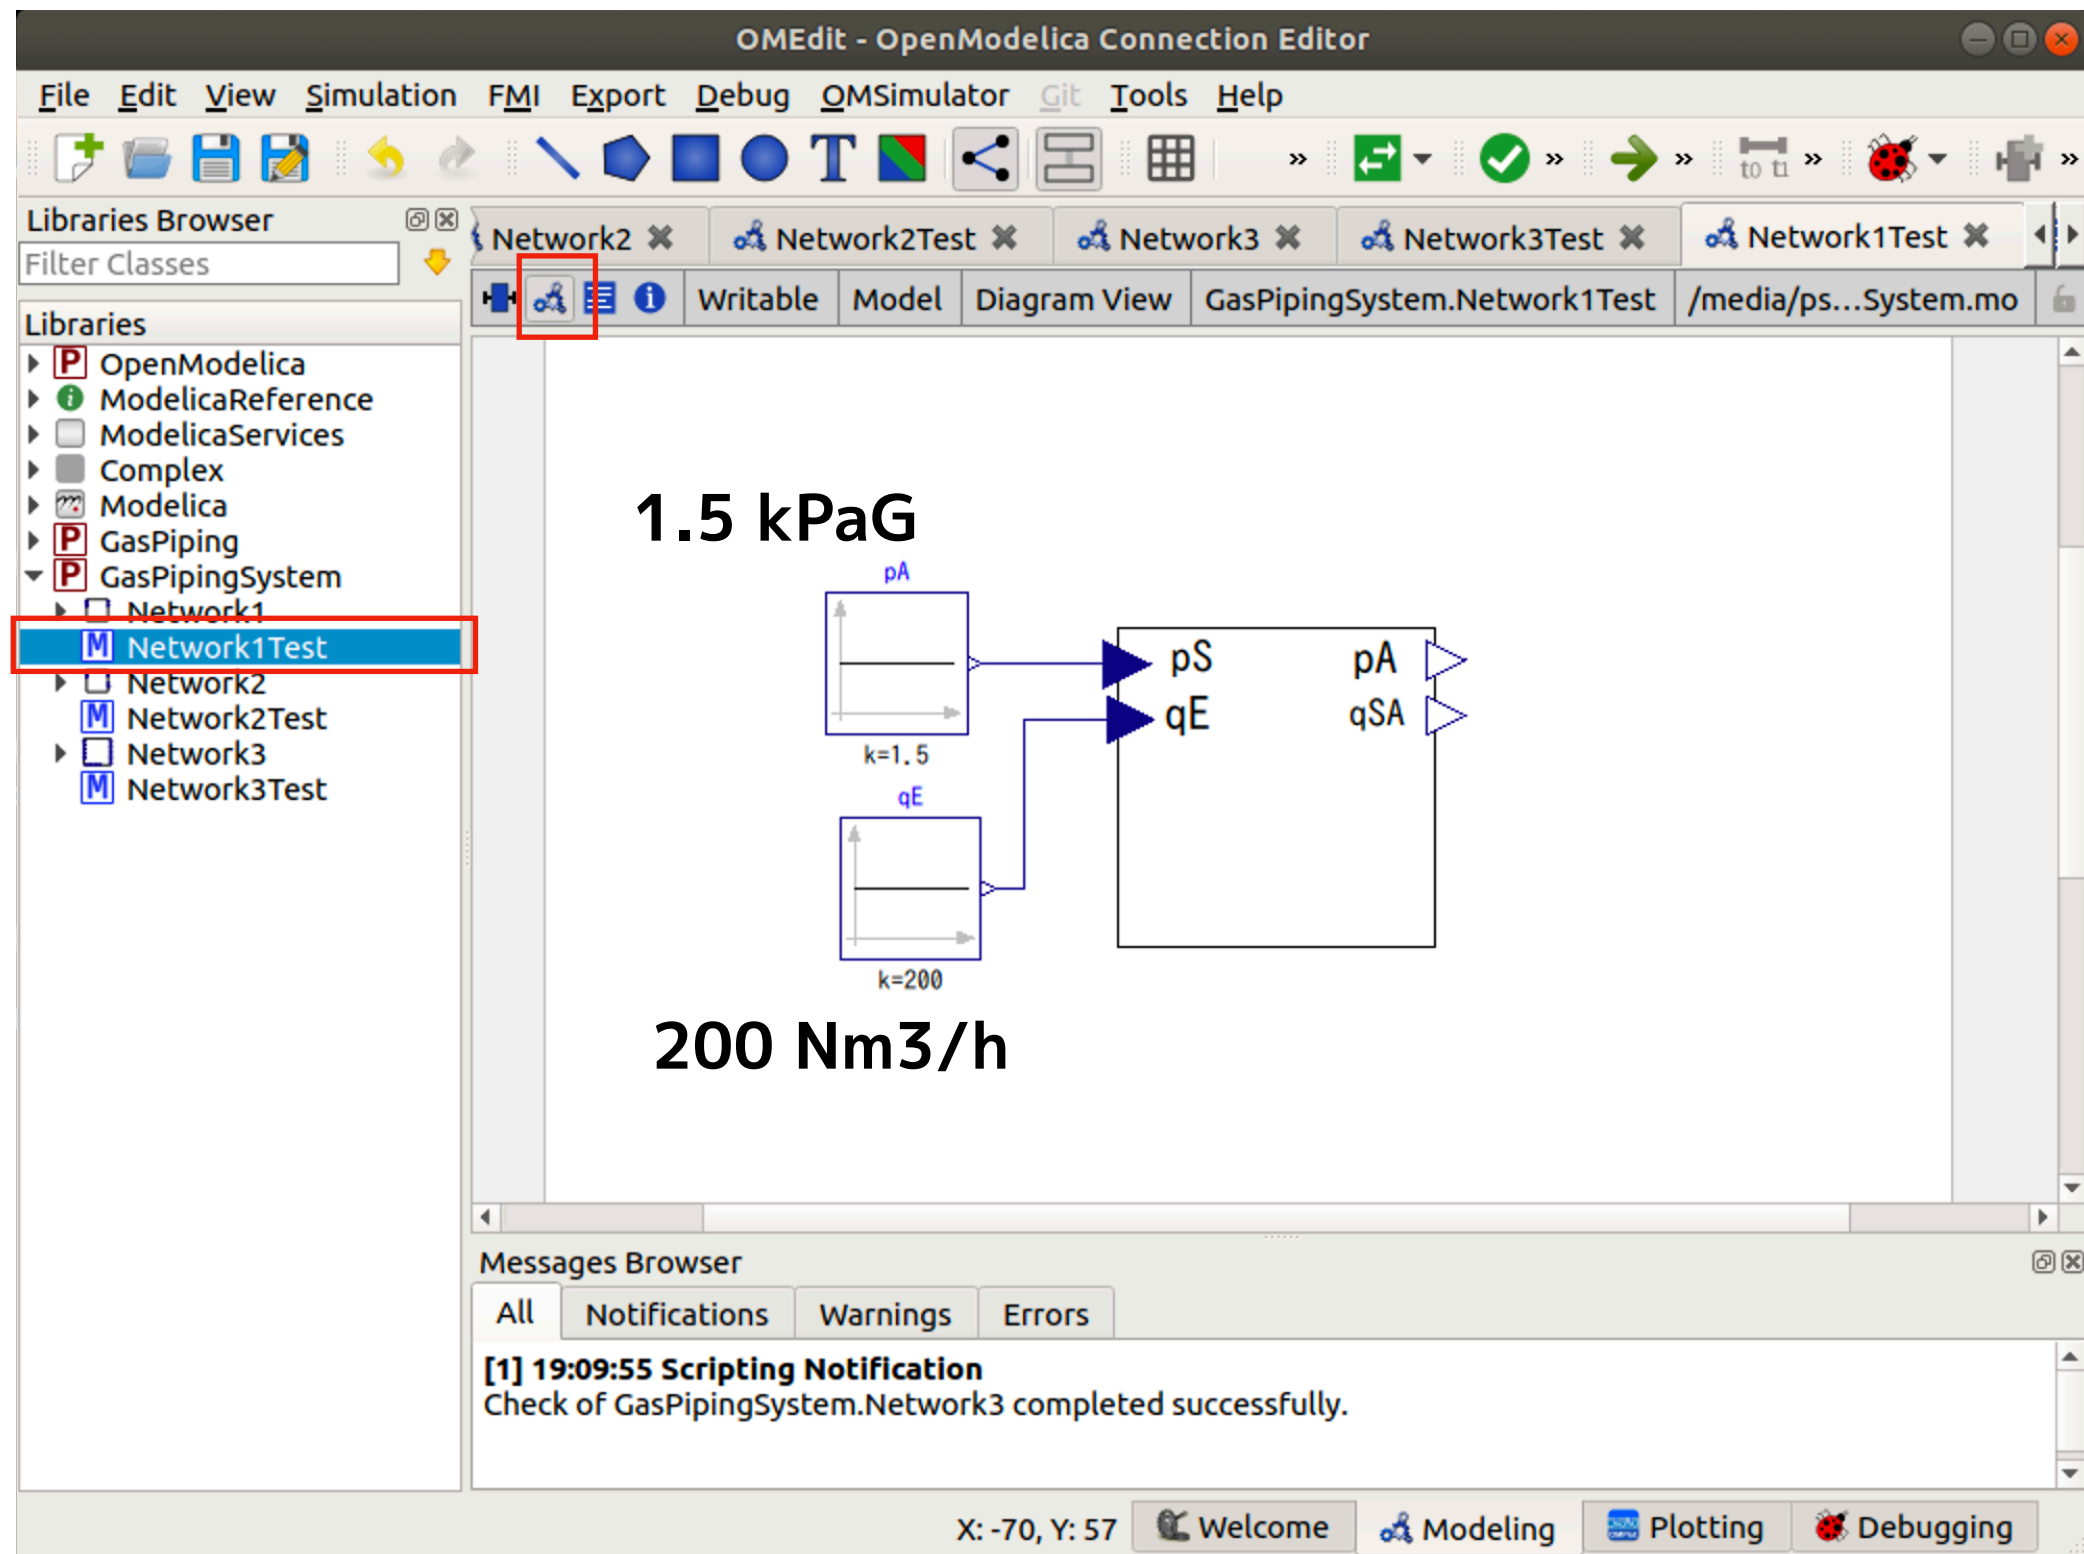 OMEdit - OpenModelica Connection Editor
File Edit View Simulation FMI Export Debug OMSimulator Git Tools Help
T » » » to t1 » »
Libraries Browser
Filter Classes
Network2 Network2Test Network3 Network3Test Network1Test
Writable Model Diagram View GasPipingSystem.Network1Test /media/ps...System.mo
Libraries
P OpenModelica
ModelicaReference
ModelicaServices
Complex
Modelica
P GasPiping
P GasPipingSystem
Network1
M Network1Test
Network2
M Network2Test
Network3
M Network3Test
1.5 kPaG
pA
k=1.5
qE
k=200
200 Nm3/h
pS pA
qE qSA
Messages Browser
All Notifications Warnings Errors
[1] 19:09:55 Scripting Notification
Check of GasPipingSystem.Network3 completed successfully.
X: -70, Y: 57 Welcome Modeling Plotting Debugging